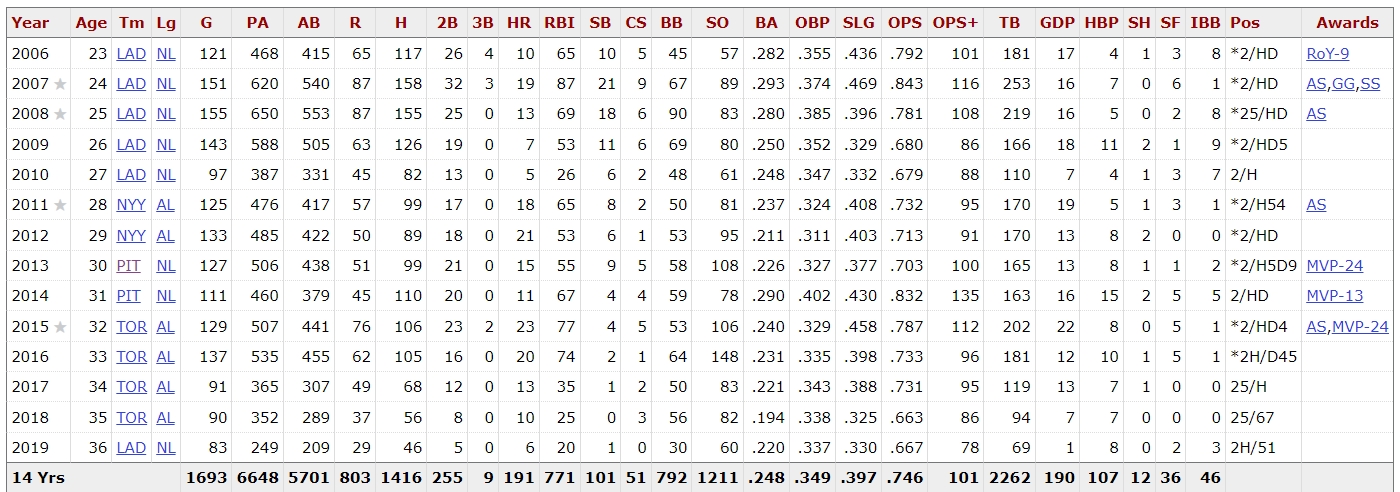 Year Age Tm Lg G PA AB R H 2B 3B HR RBI SB CS BB SO BA OBP SLG OPS OPS+ TB GDP HBP SH SF IBB Pos Awards
2006 23 LAD NL 121 468 415 65 117 26 4 10 65 10 5 45 57 .282 .355 .436 .792 101 181 17 4 1 3 8 *2/HD RoY-9
2007 ★ 24 LAD NL 151 620 540 87 158 32 3 19 87 21 9 67 89 .293 .374 .469 .843 116 253 16 7 0 6 1 *2/HD AS,GG,SS
2008 ★ 25 LAD NL 155 650 553 87 155 25 0 13 69 18 6 90 83 .280 .385 .396 .781 108 219 16 5 0 2 8 *25/HD AS
2009 26 LAD NL 143 588 505 63 126 19 0 7 53 11 6 69 80 .250 .352 .329 .680 86 166 18 11 2 1 9 *2/HD5
2010 27 LAD NL 97 387 331 45 82 13 0 5 26 8 2 48 61 .248 .347 .332 .679 88 110 7 4 1 3 7 2/H
2011 ★ 28 NYY AL 125 476 417 57 99 17 0 18 65 8 2 50 81 .237 .324 .408 .732 95 170 19 5 1 3 1 *2/H54 AS
2012 29 NYY AL 133 485 422 50 89 18 0 21 53 6 1 53 95 .211 .311 .403 .713 91 170 13 8 2 0 0 *2/HD
2013 30 PIT NL 127 506 438 51 99 21 0 15 55 9 5 58 108 .226 .327 .377 .703 100 165 13 8 1 1 2 *2/H5D9 MVP-24
2014 31 PIT NL 111 460 379 45 110 20 0 11 67 4 4 59 78 .290 .402 .430 .832 135 163 16 15 2 5 5 2/HD MVP-13
2015 ★ 32 TOR AL 129 507 441 76 106 23 2 23 77 4 5 53 106 .240 .329 .458 .787 112 202 22 8 0 5 1 *2/HD4 AS,MVP-24
2016 33 TOR AL 137 535 455 62 105 16 0 20 74 2 1 64 148 .231 .335 .398 .733 96 181 12 10 1 5 1 *2H/D45
2017 34 TOR AL 91 365 307 49 68 12 0 13 35 1 2 50 83 .221 .343 .388 .731 95 119 13 7 1 0 0 25/H
2018 35 TOR AL 90 352 289 37 56 8 0 10 25 0 3 56 82 .194 .338 .325 .663 86 94 7 7 0 0 0 25/67
2019 36 LAD NL 83 249 209 29 46 5 0 6 20 1 0 30 60 .220 .337 .330 .667 78 69 1 8 0 2 3 2H/51
14 Yrs 1693 6648 5701 803 1416 255 9 191 771 101 51 792 1211 .248 .349 .397 .746 101 2262 190 107 12 36 46